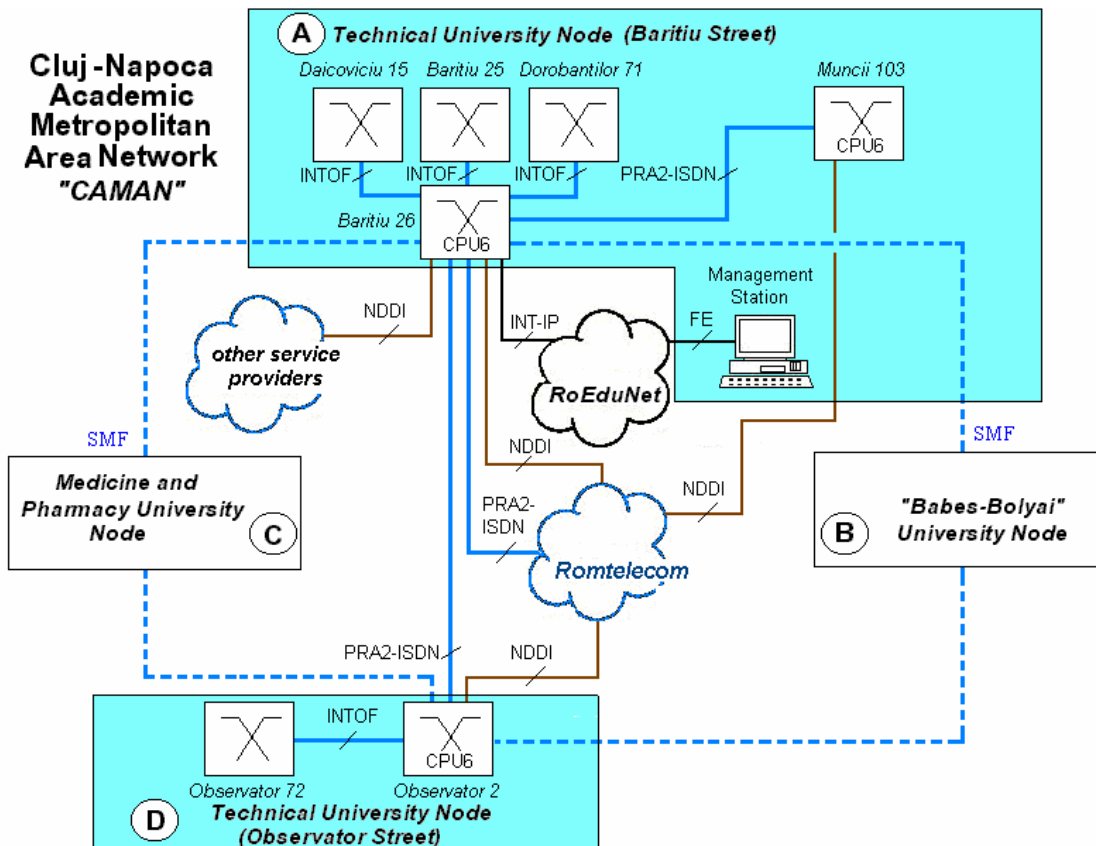 Cluj -Napoca
Academic
Metropolitan
Area Network
"CAMAN"
A
Technical University Node (Baritiu Street)
Daicoviciu 15
Baritiu 25
Dorobantilor 71
Muncii 103
CPU6
INTOF
INTOF
INTOF
PRA2-ISDN
Baritiu 26
CPU6
Management
Station
NDDI
INT-IP
FE
other service
providers
RoEduNet
SMF
SMF
NDDI
NDDI
Medicine and
Pharmacy University
Node
C
PRA2-
ISDN
Romtelecom
B
"Babes-Bolyai"
University Node
PRA2-ISDN
NDDI
INTOF
CPU6
Observator 72
Observator 2
D
Technical University Node
(Observator Street)